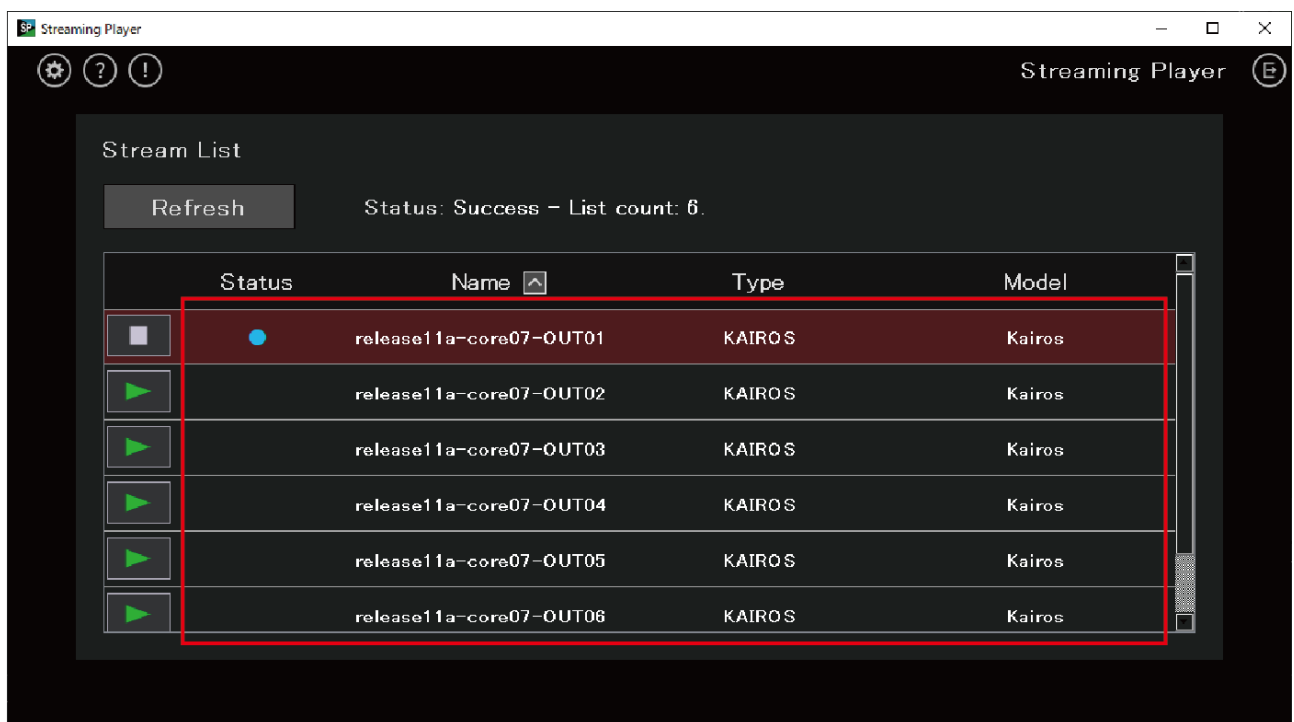 SP Streaming Player
? ! Streaming Player
Stream List
Refresh Status: Success - List count: 6.
Status Name Type Model
release11a-core07-OUT01 KAIROS Kairos
release11a-core07-OUT02 KAIROS Kairos
release11a-core07-OUT03 KAIROS Kairos
release11a-core07-OUT04 KAIROS Kairos
release11a-core07-OUT05 KAIROS Kairos
release11a-core07-OUT06 KAIROS Kairos